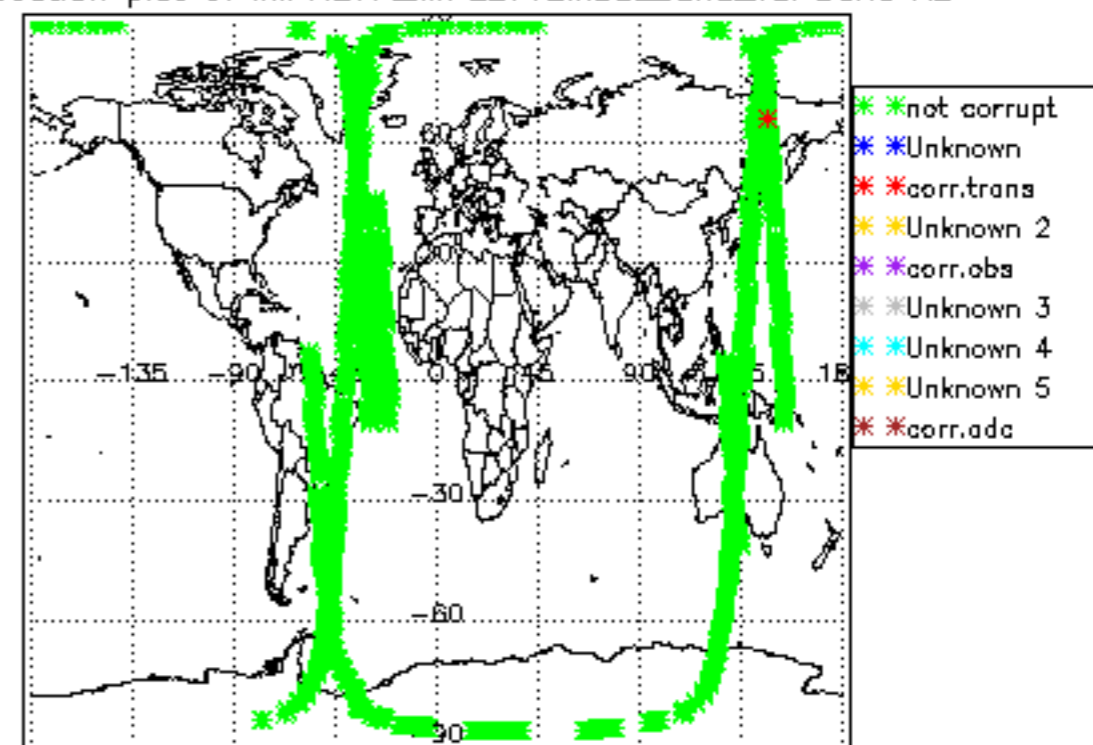 60
-135
-90
0
45
90
-30
-60
-90
not corrupt
Unknown
corr.trans
Unknown 2
corr.obs
Unknown 3
Unknown 4
Unknown 5
corr.adc